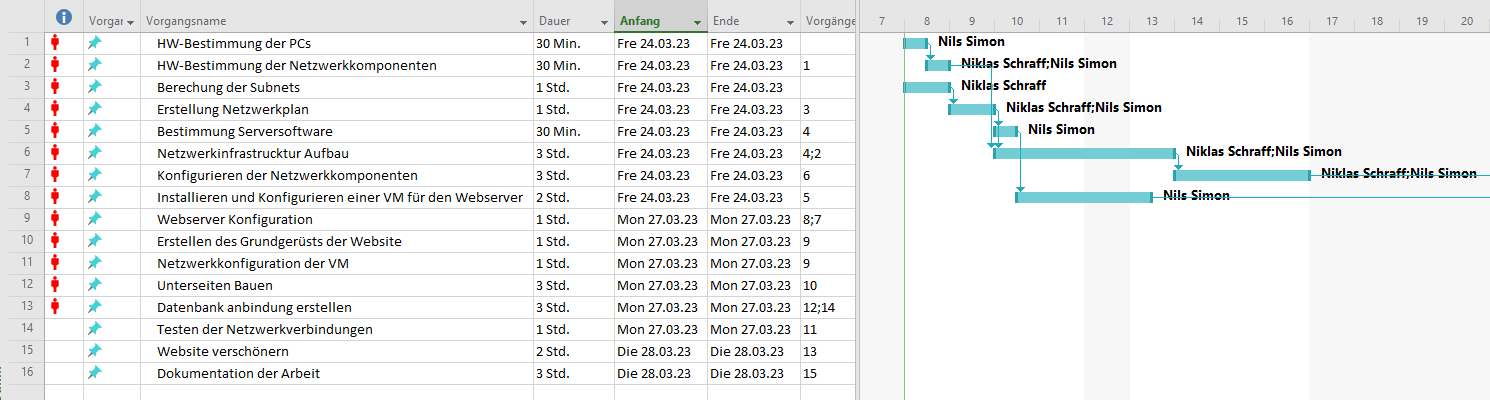 Vorgar Vorgangsname Dauer Anfang Ende Vorgänge 7 8 9 10 11 12 13 14 15 16 17 18 19 20
1 HW-Bestimmung der PCs 30 Min. Fre 24.03.23 Fre 24.03.23 Nils Simon
2 HW-Bestimmung der Netzwerkkomponenten 30 Min. Fre 24.03.23 Fre 24.03.23 1 Niklas Schraff;Nils Simon
3 Berechung der Subnets 1 Std. Fre 24.03.23 Fre 24.03.23 Niklas Schraff
4 Erstellung Netzwerkplan 1 Std. Fre 24.03.23 Fre 24.03.23 3 Niklas Schraff;Nils Simon
5 Bestimmung Serversoftware 30 Min. Fre 24.03.23 Fre 24.03.23 4 Nils Simon
6 Netzwerkinfrastrucktur Aufbau 3 Std. Fre 24.03.23 Fre 24.03.23 4;2 Niklas Schraff;Nils Simon
7 Konfigurieren der Netzwerkkomponenten 3 Std. Fre 24.03.23 Fre 24.03.23 6 Niklas Schraff;Nils Simon
8 Installieren und Konfigurieren einer VM für den Webserver 2 Std. Fre 24.03.23 Fre 24.03.23 5 Nils Simon
9 Webserver Konfiguration 1 Std. Mon 27.03.23 Mon 27.03.23 8;7
10 Erstellen des Grundgerüsts der Website 1 Std. Mon 27.03.23 Mon 27.03.23 9
11 Netzwerkkonfiguration der VM 1 Std. Mon 27.03.23 Mon 27.03.23 9
12 Unterseiten Bauen 3 Std. Mon 27.03.23 Mon 27.03.23 10
13 Datenbank anbindung erstellen 3 Std. Mon 27.03.23 Mon 27.03.23 12;14
14 Testen der Netzwerkverbindungen 1 Std. Mon 27.03.23 Mon 27.03.23 11
15 Website verschönern 2 Std. Die 28.03.23 Die 28.03.23 13
16 Dokumentation der Arbeit 3 Std. Die 28.03.23 Die 28.03.23 15